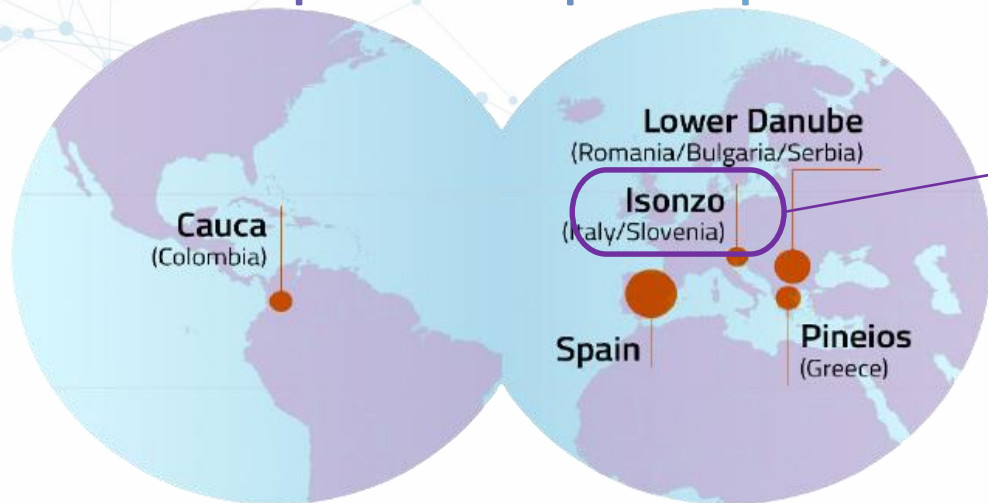 Lower Danube
(Romania/Bulgaria/Serbia)
Isonzo
(Italy/Slovenia)
Cauca
(Colombia)
Spain
Pineios
(Greece)